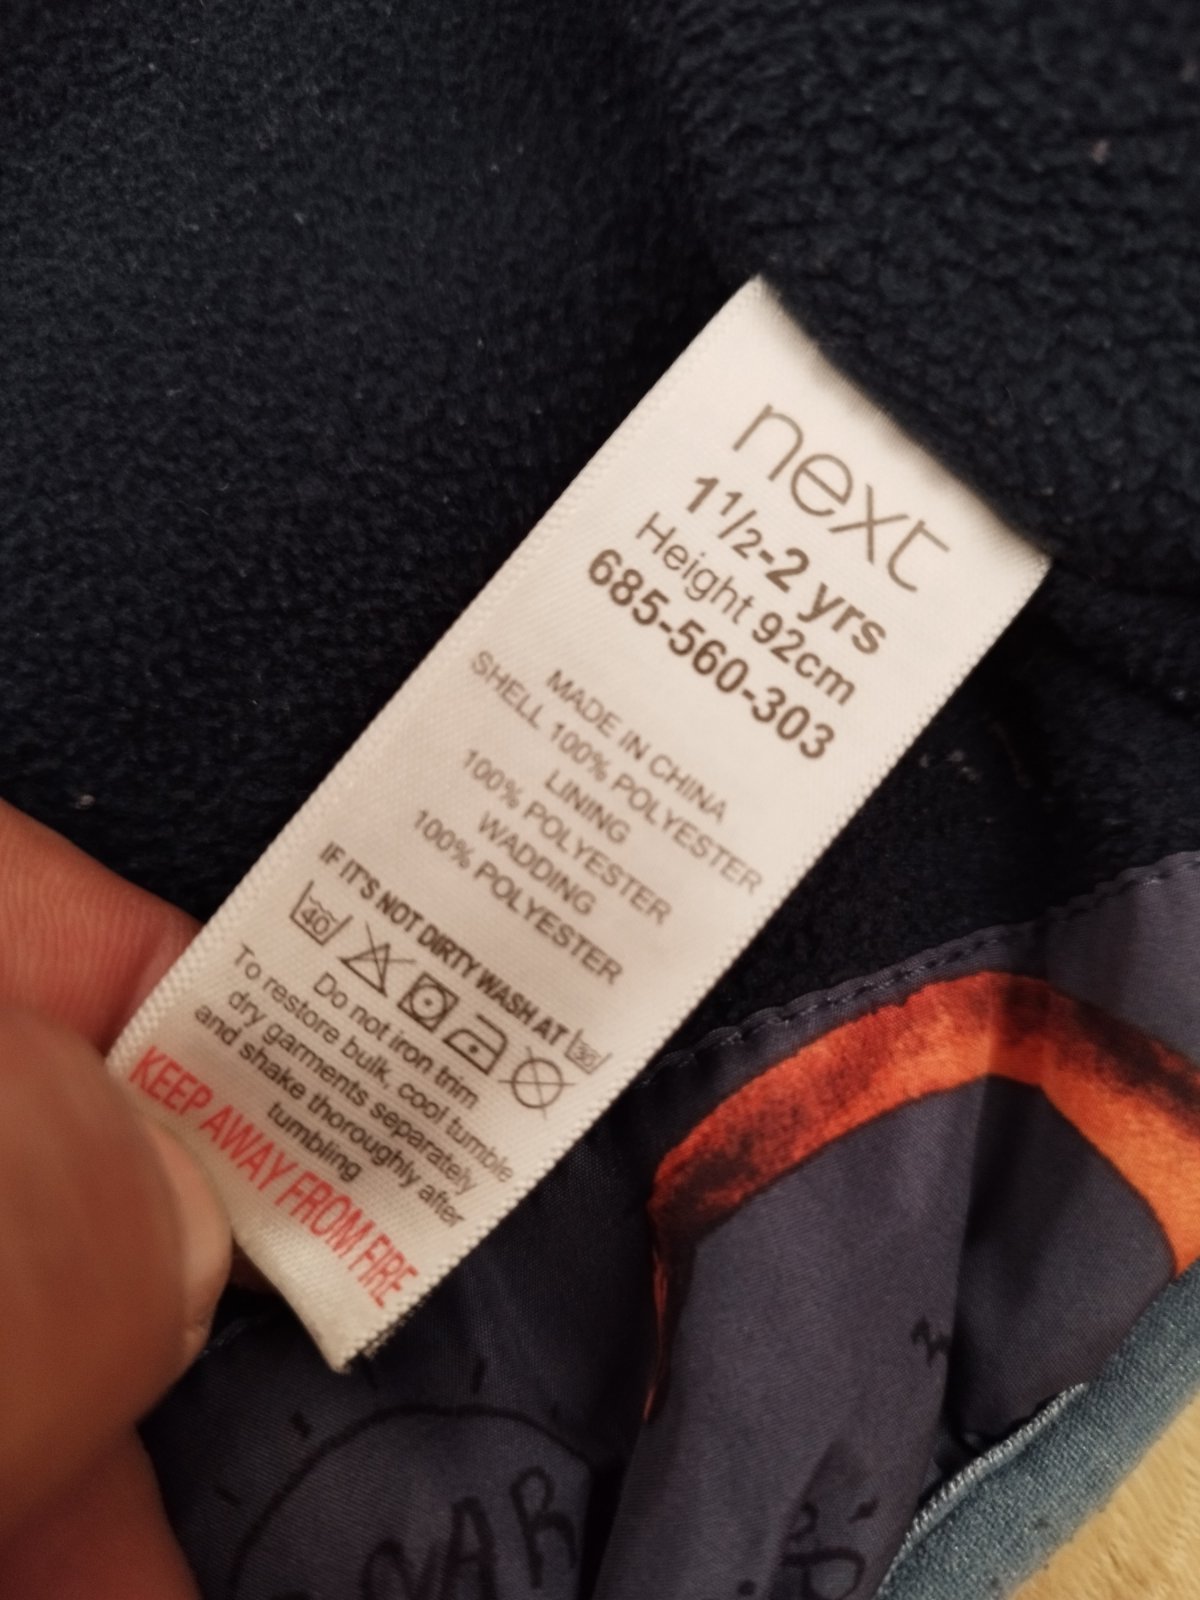 next
1 1/2-2 yrs
Height 92cm
685-560-303
MADE IN CHINA
SHELL 100% POLYESTER
LINING
100% POLYESTER
WADDING
100% POLYESTER
IF IT'S NOT DIRTY WASH AT 30
40
Do not iron trim
To restore bulk, cool tumble
dry garments separately
and shake thoroughly after
tumbling
KEEP AWAY FROM FIRE